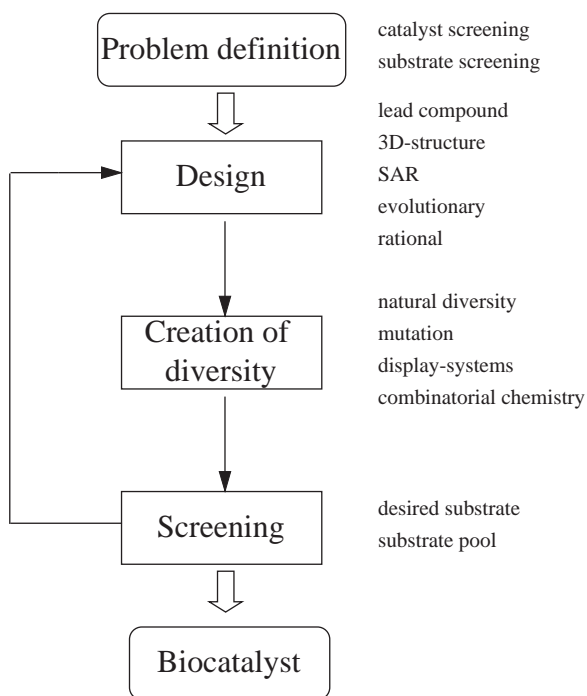 Problem definition
catalyst screening
substrate screening
Design
lead compound
3D-structure
SAR
evolutionary
rational
Creation of
diversity
natural diversity
mutation
display-systems
combinatorial chemistry
Screening
desired substrate
substrate pool
Biocatalyst